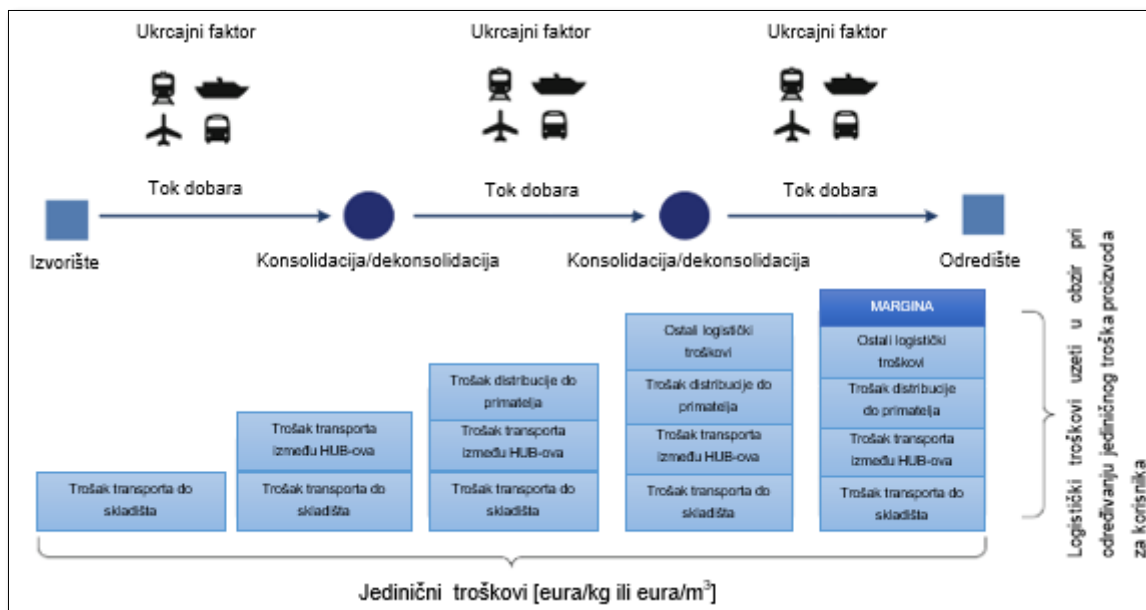 Ukrcajni faktor
Ukrcajni faktor
Ukrcajni faktor
Tok dobara
Tok dobara
Tok dobara
Izvorište
Konsolidacija/dekonsolidacija
Konsolidacija/dekonsolidacija
Odredište
Trošak transporta do
skladišta
Trošak transporta
između HUB-ova
Trošak transporta do
skladišta
Trošak distribucije do
primatelja
Trošak transporta
između HUB-ova
Trošak transporta do
skladišta
Ostali logistički
troškovi
Trošak distribucije do
primatelja
Trošak transporta
između HUB-ova
Trošak transporta do
skladišta
MARGINA
Ostali logistički
troškovi
Trošak distribucije
do primatelja
Trošak transporta
između HUB-ova
Trošak transporta do
skladišta
Logistički troškovi uzeti u obzir pri
određivanju jediničnog troška proizvoda
za korisnika
Jedinični troškovi [eura/kg ili eura/m³]